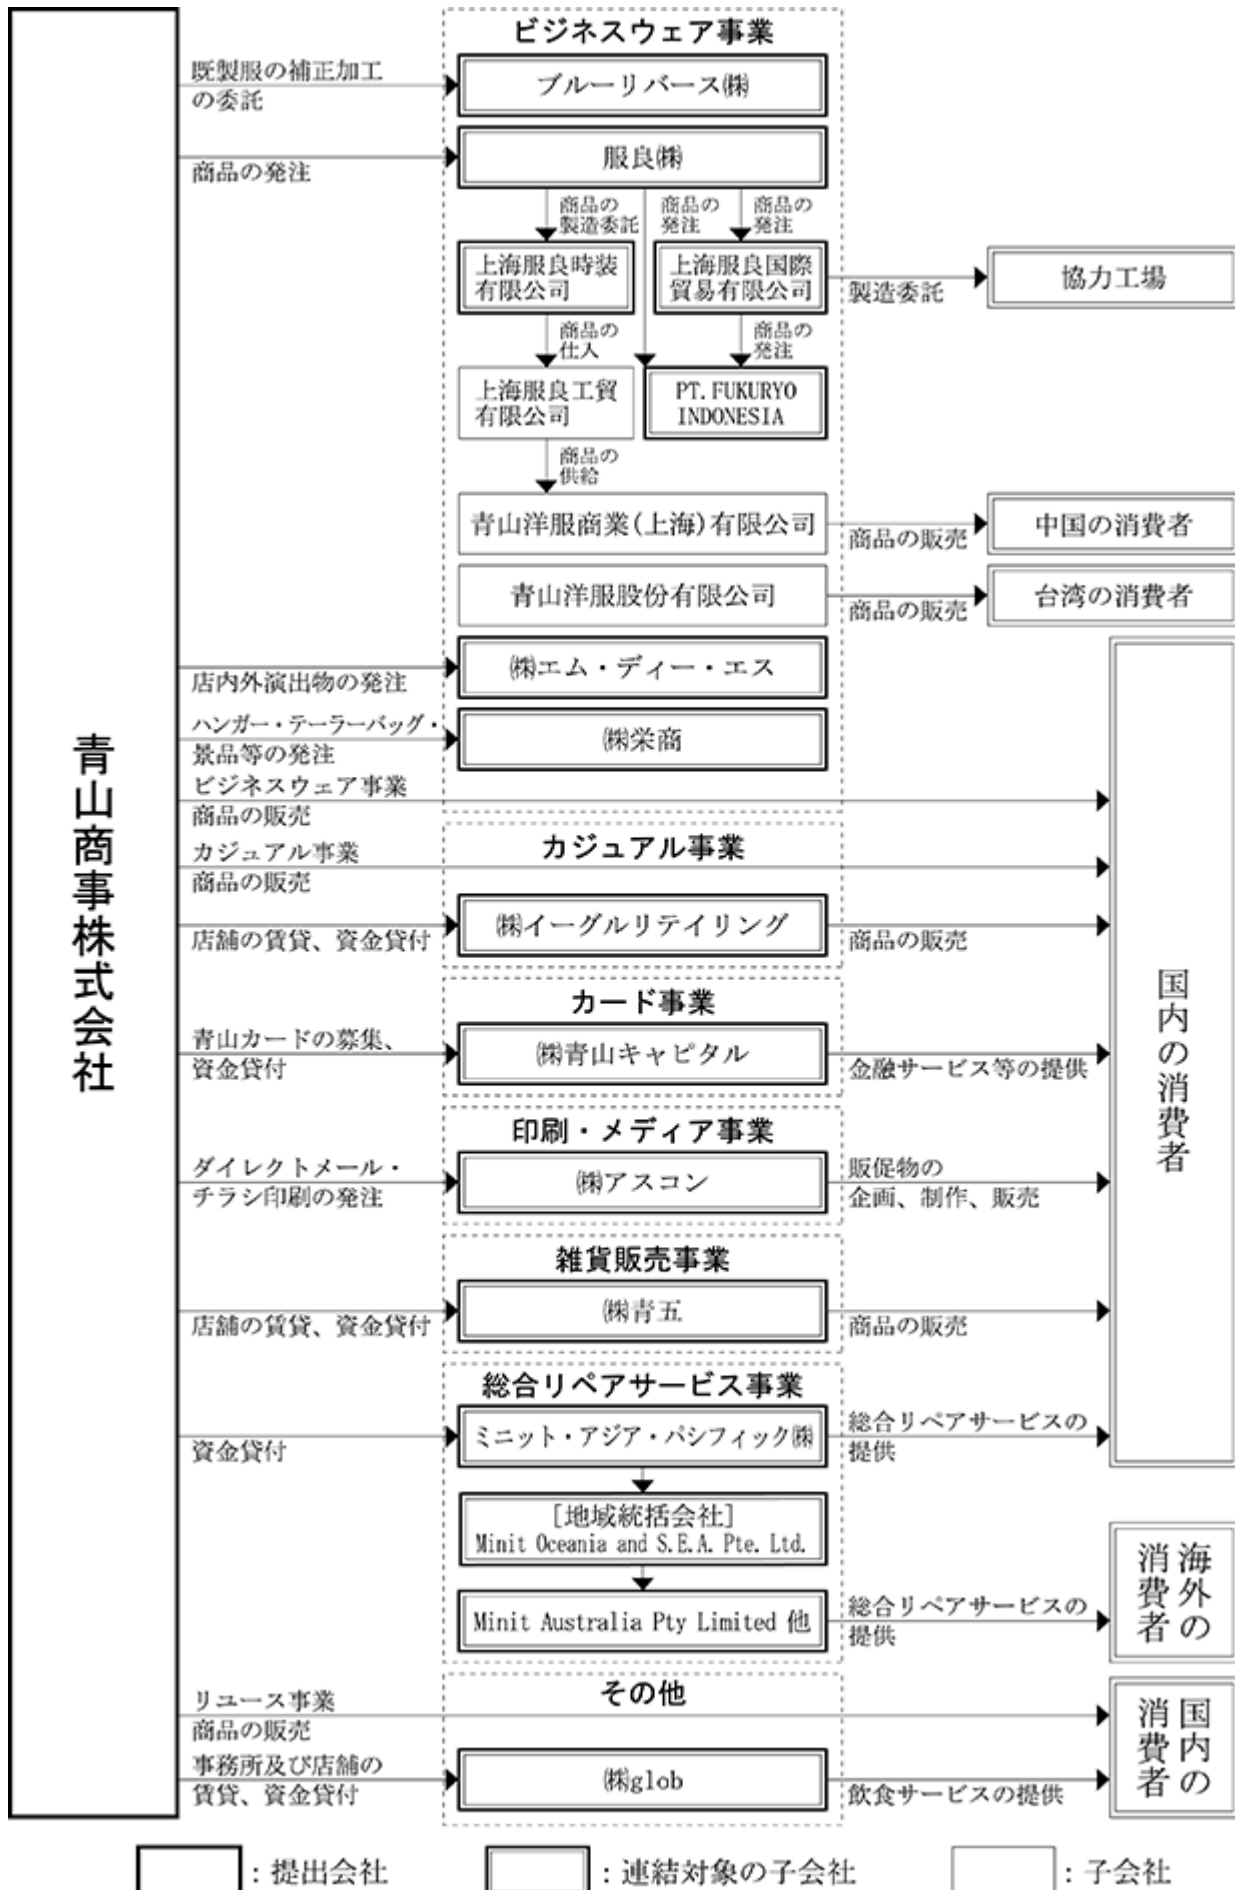 青山商事株式会社
ビジネスウェア事業
既製服の補正加工
の委託
ブルーリバース㈱
商品の発注
服良㈱
商品の
製造委託
商品の
発注
商品の
発注
上海服良時装
有限公司
上海服良国際
貿易有限公司
製造委託
協力工場
商品の
仕入
商品の
発注
上海服良工貿
有限公司
PT. FUKURYO
INDONESIA
商品の
供給
青山洋服商業(上海)有限公司
商品の販売
中国の消費者
青山洋服股份有限公司
商品の販売
台湾の消費者
店内外演出物の発注
㈱エム・ディー・エス
ハンガー・テーラーバッグ・
景品等の発注
㈱栄商
ビジネスウェア事業
商品の販売
カジュアル事業
カジュアル事業
商品の販売
店舗の賃貸、資金貸付
㈱イーグルリテイリング
商品の販売
国内の消費者
カード事業
青山カードの募集、
資金貸付
㈱青山キャピタル
金融サービス等の提供
印刷・メディア事業
ダイレクトメール・
チラシ印刷の発注
㈱アスコン
販促物の
企画、制作、販売
雑貨販売事業
店舗の賃貸、資金貸付
㈱青五
商品の販売
総合リペアサービス事業
資金貸付
ミニット・アジア・パシフィック㈱
総合リペアサービスの
提供
[地域統括会社]
Minit Oceania and S.E.A. Pte. Ltd.
Minit Australia Pty Limited 他
総合リペアサービスの
提供
海外の
消費者
その他
リユース事業
商品の販売
事務所及び店舗の
賃貸、資金貸付
㈱glob
飲食サービスの提供
国内の
消費者
：提出会社
：連結対象の子会社
：子会社